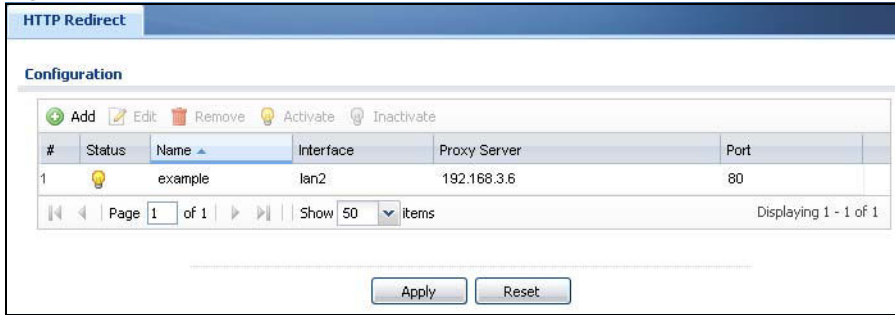 HTTP Redirect
Configuration
Add Edit Remove Activate Inactivate
# Status Name Interface Proxy Server Port
1 example lan2 192.168.3.6 80
Page 1 of 1 Show 50 items Displaying 1 - 1 of 1
Apply Reset